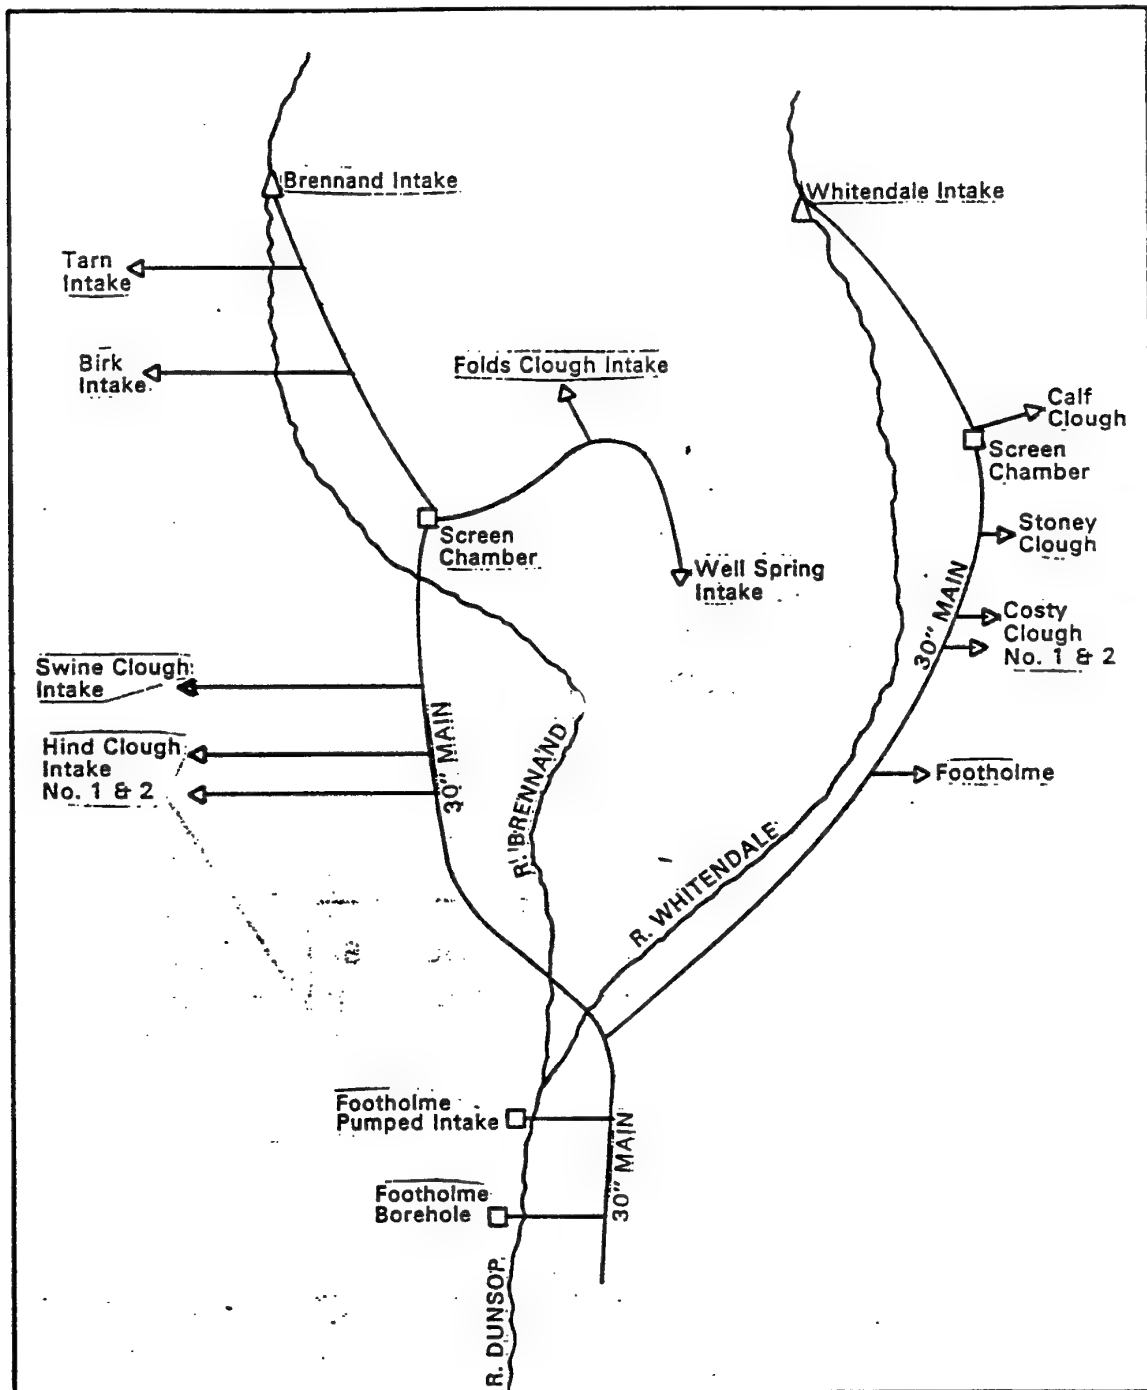 Brennand Intake
Whitendale Intake
Tarn
Intake
Birk
Intake
Folds Clough Intake
Calf
Clough
Screen
Chamber
Screen
Chamber
Stoney
Clough
Well Spring
Intake
Costy
Clough
No. 1 & 2
30" MAIN
Swine Clough
Intake
Hind Clough
Intake
No. 1 & 2
30" MAIN
R. BRENNAND
Footholme
R. WHITENDALE
Footholme
Pumped Intake
30" MAIN
Footholme
Borehole
R. DUNSOP.